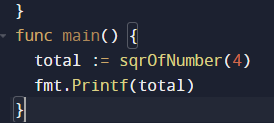 }
func main() {
total := sqrOfNumber(4)
fmt.Printf(total)
}